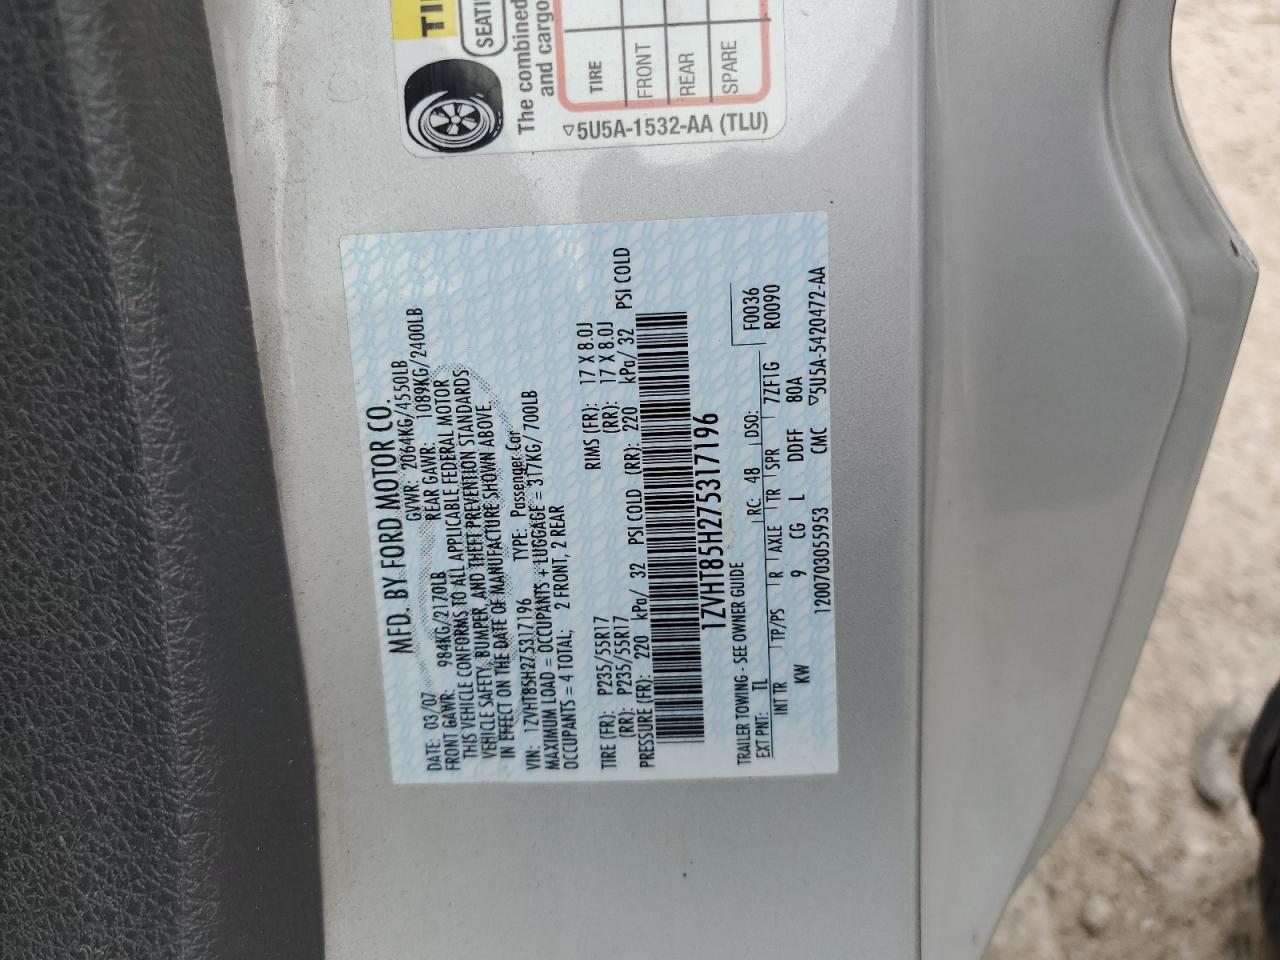 MFD. BY FORD MOTOR CO.
DATE: 03/07 GVWR: 2064KG/4550LB
FRONT GAWR: 984KG/2170LB REAR GAWR: 1089KG/2400LB
THIS VEHICLE CONFORMS TO ALL APPLICABLE FEDERAL MOTOR
VEHICLE SAFETY, BUMPER, AND THEFT PREVENTION STANDARDS
IN EFFECT ON THE DATE OF MANUFACTURE SHOWN ABOVE.
VIN: 1ZVHT85H275317196 TYPE: Passenger Car
MAXIMUM LOAD = OCCUPANTS + LUGGAGE = 317KG/ 700LB
OCCUPANTS = 4 TOTAL; 2 FRONT, 2 REAR
TIRE (FR): P235/55R17 RIMS (FR): 17 X 8.0J
(RR): P235/55R17 (RR): 17 X 8.0J
PRESSURE (FR): 220 kPa/ 32 PSI COLD (RR): 220 kPa/ 32 PSI COLD
1ZVHT85H275317196
TRAILER TOWING - SEE OWNER GUIDE F0036
EXT PNT: TL RC: 48 DSO: R0090
INT TR TP/PS R AXLE TR SPR 7ZF1G
KW 9 CG L DDFF 80A
1200703055953 CMC ▽5U5A-5420472-AA
TI
SEATI
The combined
and cargo
TIRE
FRONT
REAR
SPARE
▽5U5A-1532-AA (TLU)